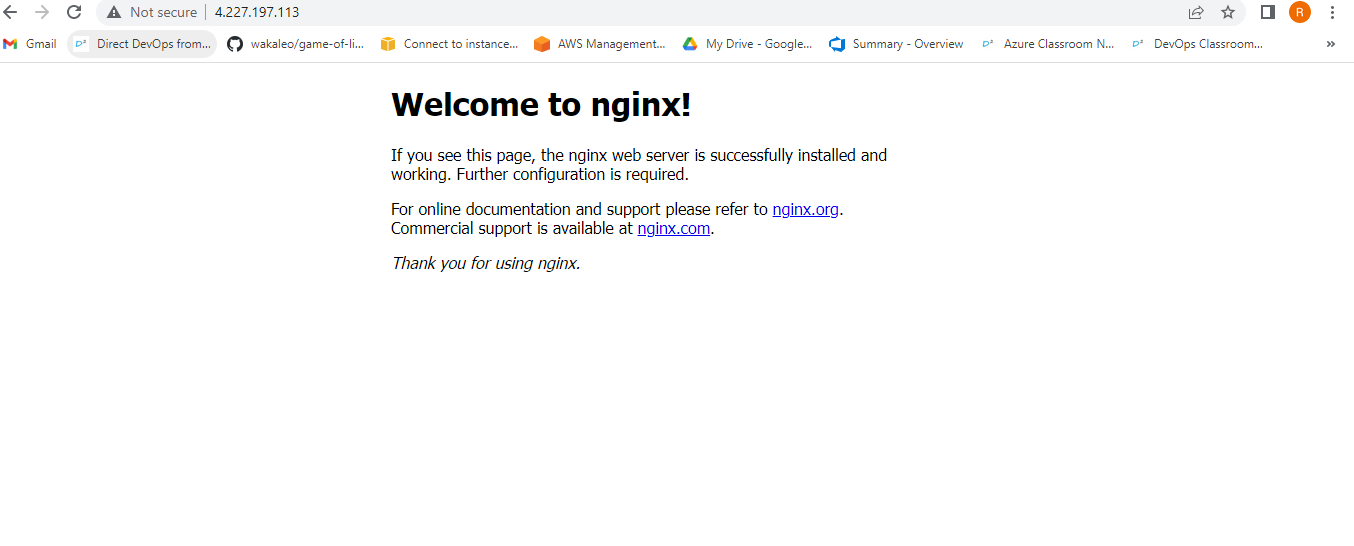 Not secure 4.227.197.113
R
Gmail D² Direct DevOps from... wakaleo/game-of-li... Connect to instance... AWS Management... My Drive - Google... Summary - Overview D² Azure Classroom N... D² DevOps Classroom... »
Welcome to nginx!
If you see this page, the nginx web server is successfully installed and
working. Further configuration is required.
For online documentation and support please refer to nginx.org.
Commercial support is available at nginx.com.
Thank you for using nginx.